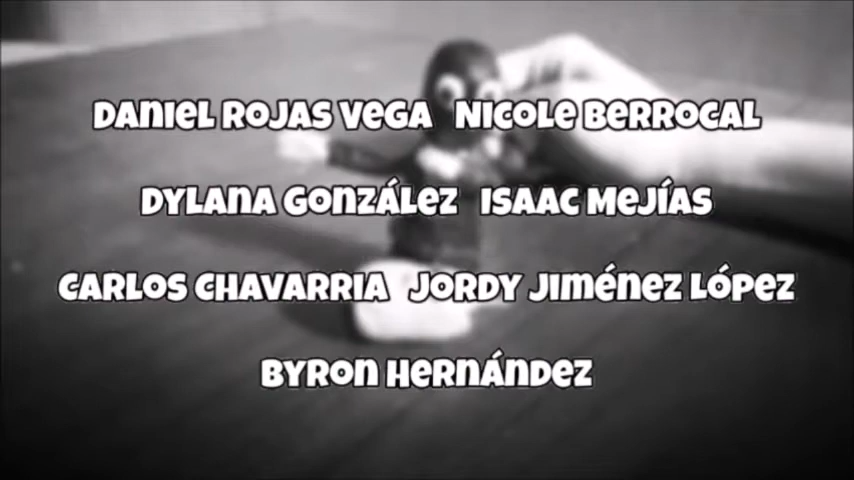 Daniel Rojas Vega Nicole Berrocal
Dylana González Isaac Mejías
Carlos Chavarria Jordy Jiménez López
Byron Hernández